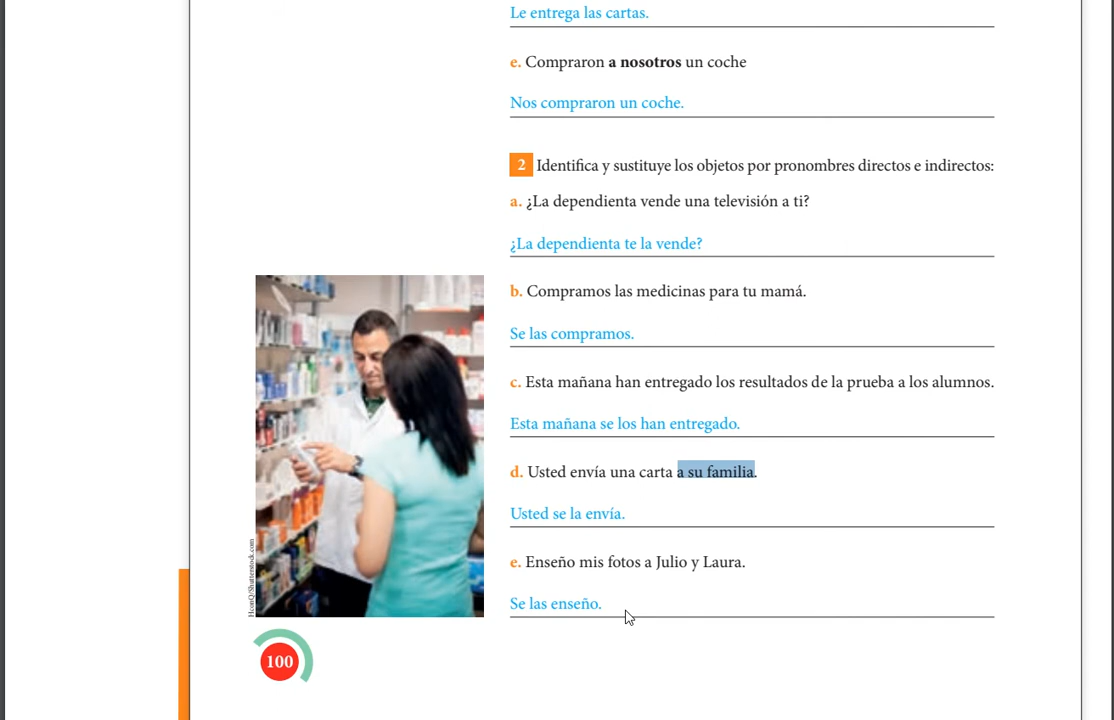 Le entrega las cartas.
e. Compraron a nosotros un coche
Nos compraron un coche.
2 Identifica y sustituye los objetos por pronombres directos e indirectos:
a. ¿La dependienta vende una televisión a ti?
¿La dependienta te la vende?
b. Compramos las medicinas para tu mamá.
Se las compramos.
c. Esta mañana han entregado los resultados de la prueba a los alumnos.
Esta mañana se los han entregado.
d. Usted envía una carta a su familia.
Usted se la envía.
e. Enseño mis fotos a Julio y Laura.
Se las enseño.
HconQ/Shutterstock.com
100